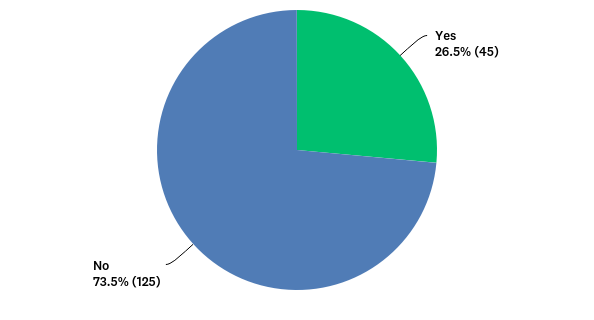 Yes
26.5% (45)
No
73.5% (125)